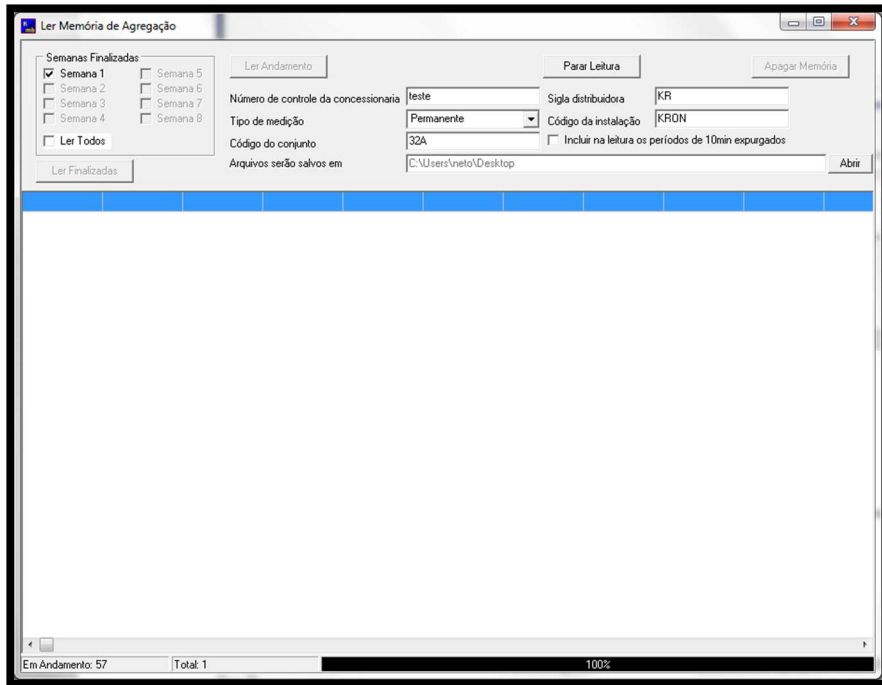 Ler Memória de Agregação
Semanas Finalizadas
Semana 1 Semana 5
Semana 2 Semana 6
Semana 3 Semana 7
Semana 4 Semana 8
Ler Todos
Ler Finalizadas
Ler Andamento Parar Leitura Apagar Memória
Número de controle da concessionaria teste Sigla distribuidora KR
Tipo de medição Permanente Código da instalação KRON
Código do conjunto 32A Incluir na leitura os períodos de 10min expurgados
Arquivos serão salvos em C:\Users\neto\Desktop Abrir
Em Andamento: 57 Total: 1 100%